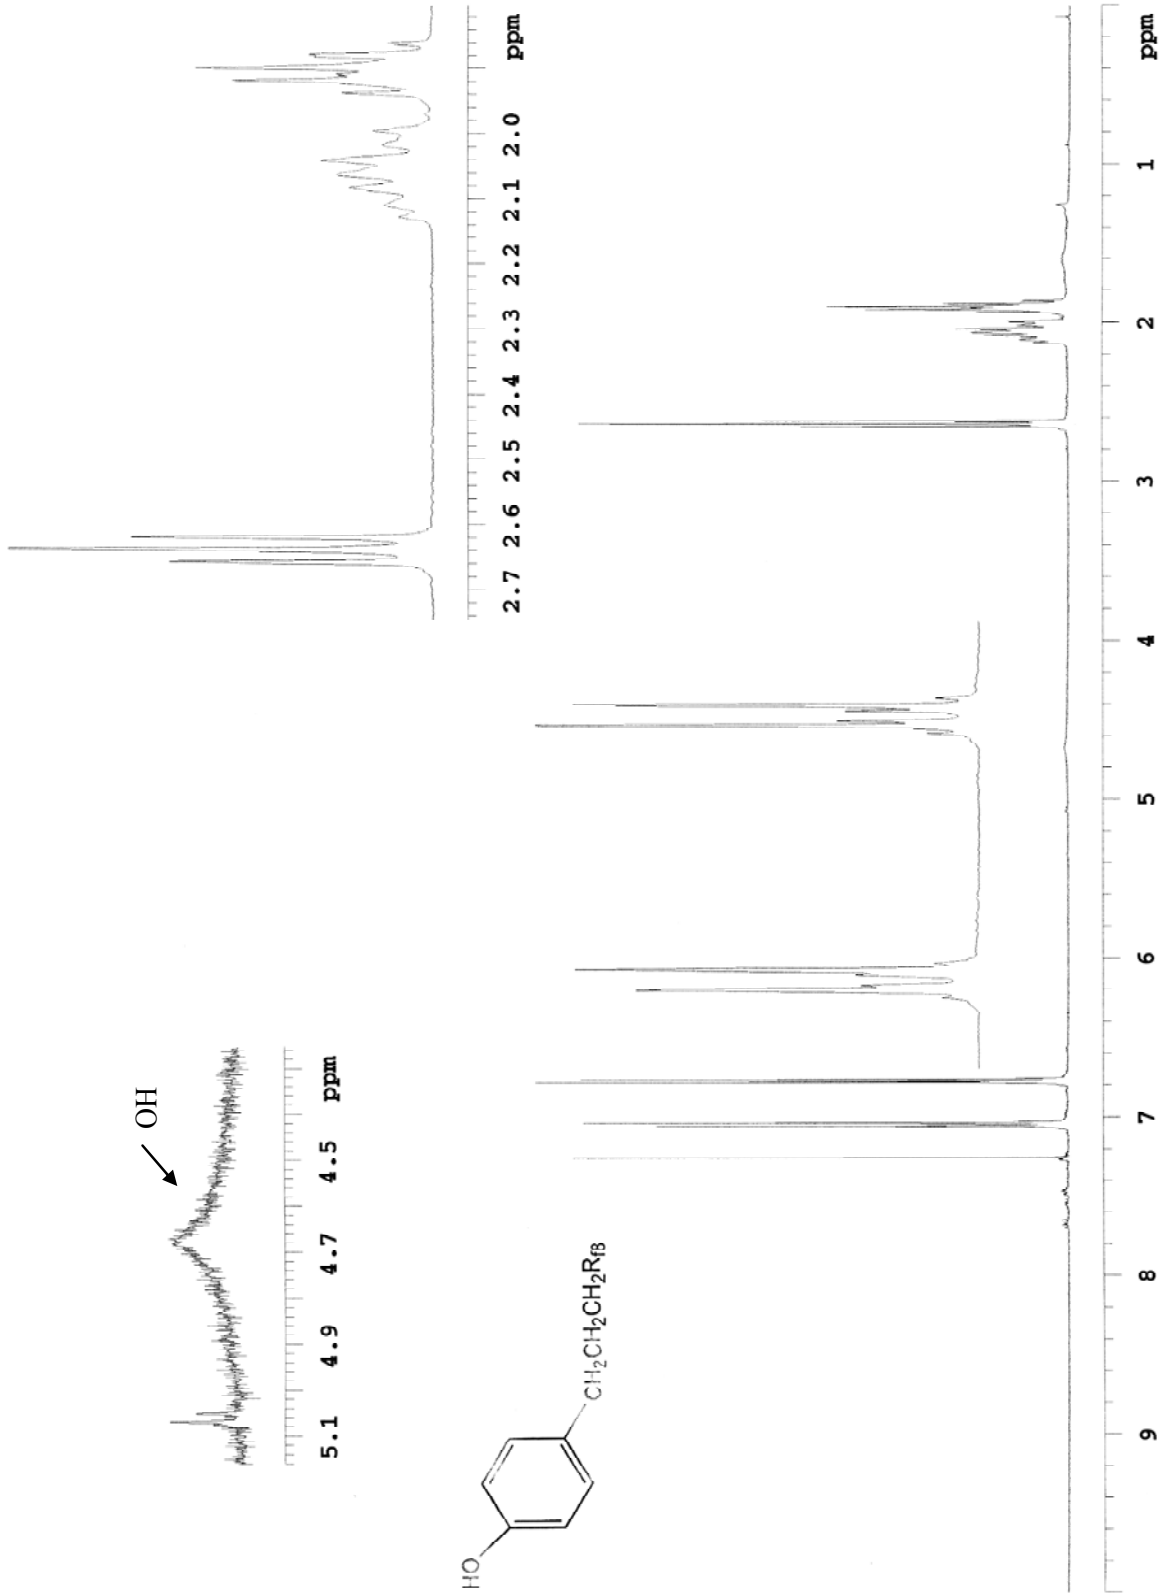 OH
5.1 4.9 4.7 4.5 ppm
2.7 2.6 2.5 2.4 2.3 2.2 2.1 2.0 ppm
HO
CH₂CH₂CH₂Rf8
9 8 7 6 5 4 3 2 1 ppm